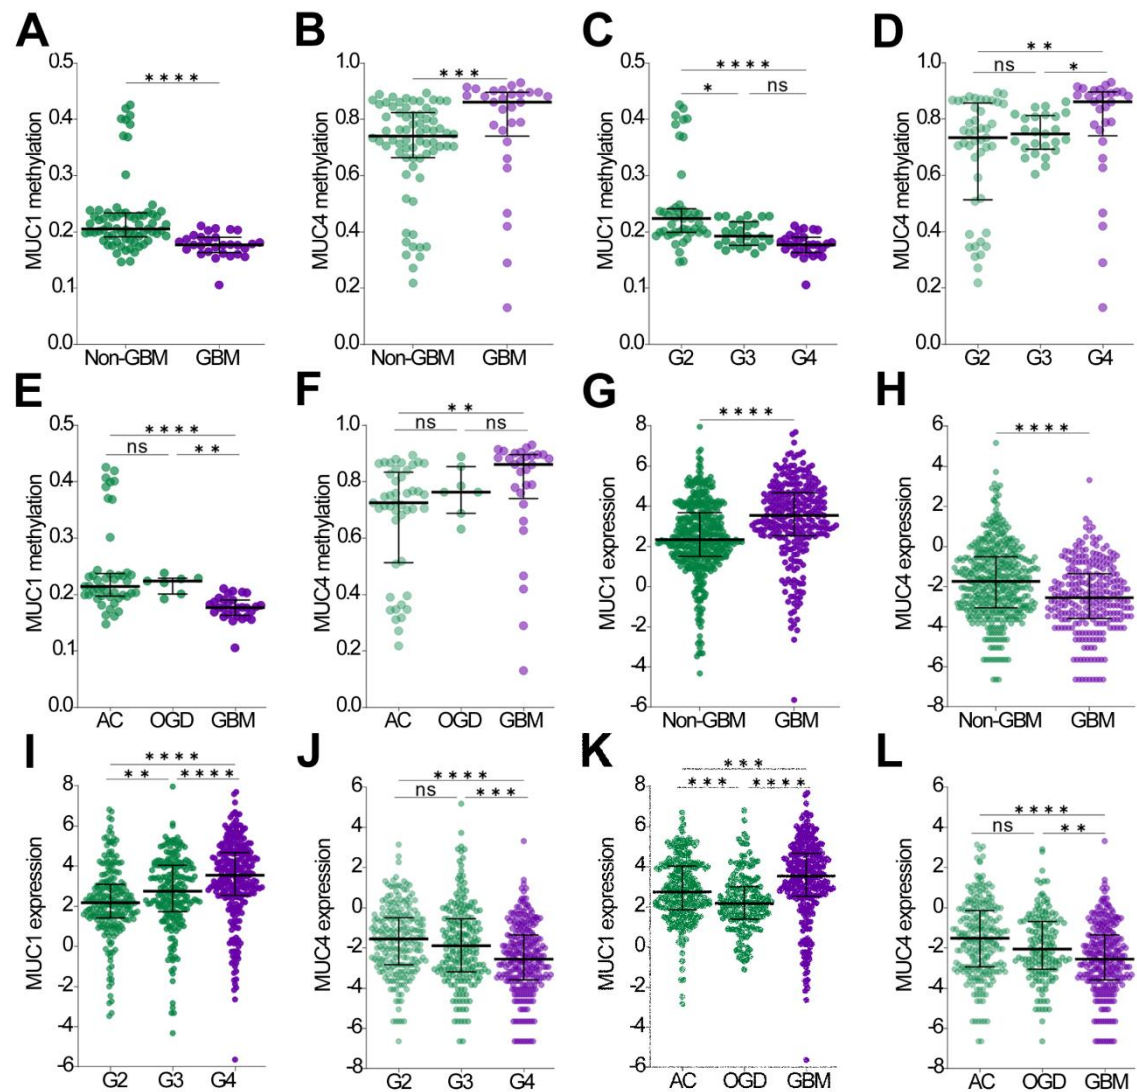 A
MUC1 methylation
0.5
0.4
0.3
0.2
0.1
0.0
****
Non-GBM GBM
B
MUC4 methylation
1.0
0.8
0.6
0.4
0.2
0.0
***
Non-GBM GBM
C
MUC1 methylation
0.5
0.4
0.3
0.2
0.1
0.0
****
* ns
G2 G3 G4
D
MUC4 methylation
1.0
0.8
0.6
0.4
0.2
0.0
**
ns *
G2 G3 G4
E
MUC1 methylation
0.5
0.4
0.3
0.2
0.1
0.0
****
ns **
AC OGD GBM
F
MUC4 methylation
1.0
0.8
0.6
0.4
0.2
0.0
**
ns ns
AC OGD GBM
G
MUC1 expression
8
6
4
2
0
-2
-4
-6
****
Non-GBM GBM
H
MUC4 expression
6
4
2
0
-2
-4
-6
-8
****
Non-GBM GBM
I
MUC1 expression
8
6
4
2
0
-2
-4
-6
****
** ****
G2 G3 G4
J
MUC4 expression
6
4
2
0
-2
-4
-6
-8
****
ns ***
G2 G3 G4
K
MUC1 expression
8
6
4
2
0
-2
-4
-6
***
*** ****
AC OGD GBM
L
MUC4 expression
6
4
2
0
-2
-4
-6
-8
****
ns **
AC OGD GBM